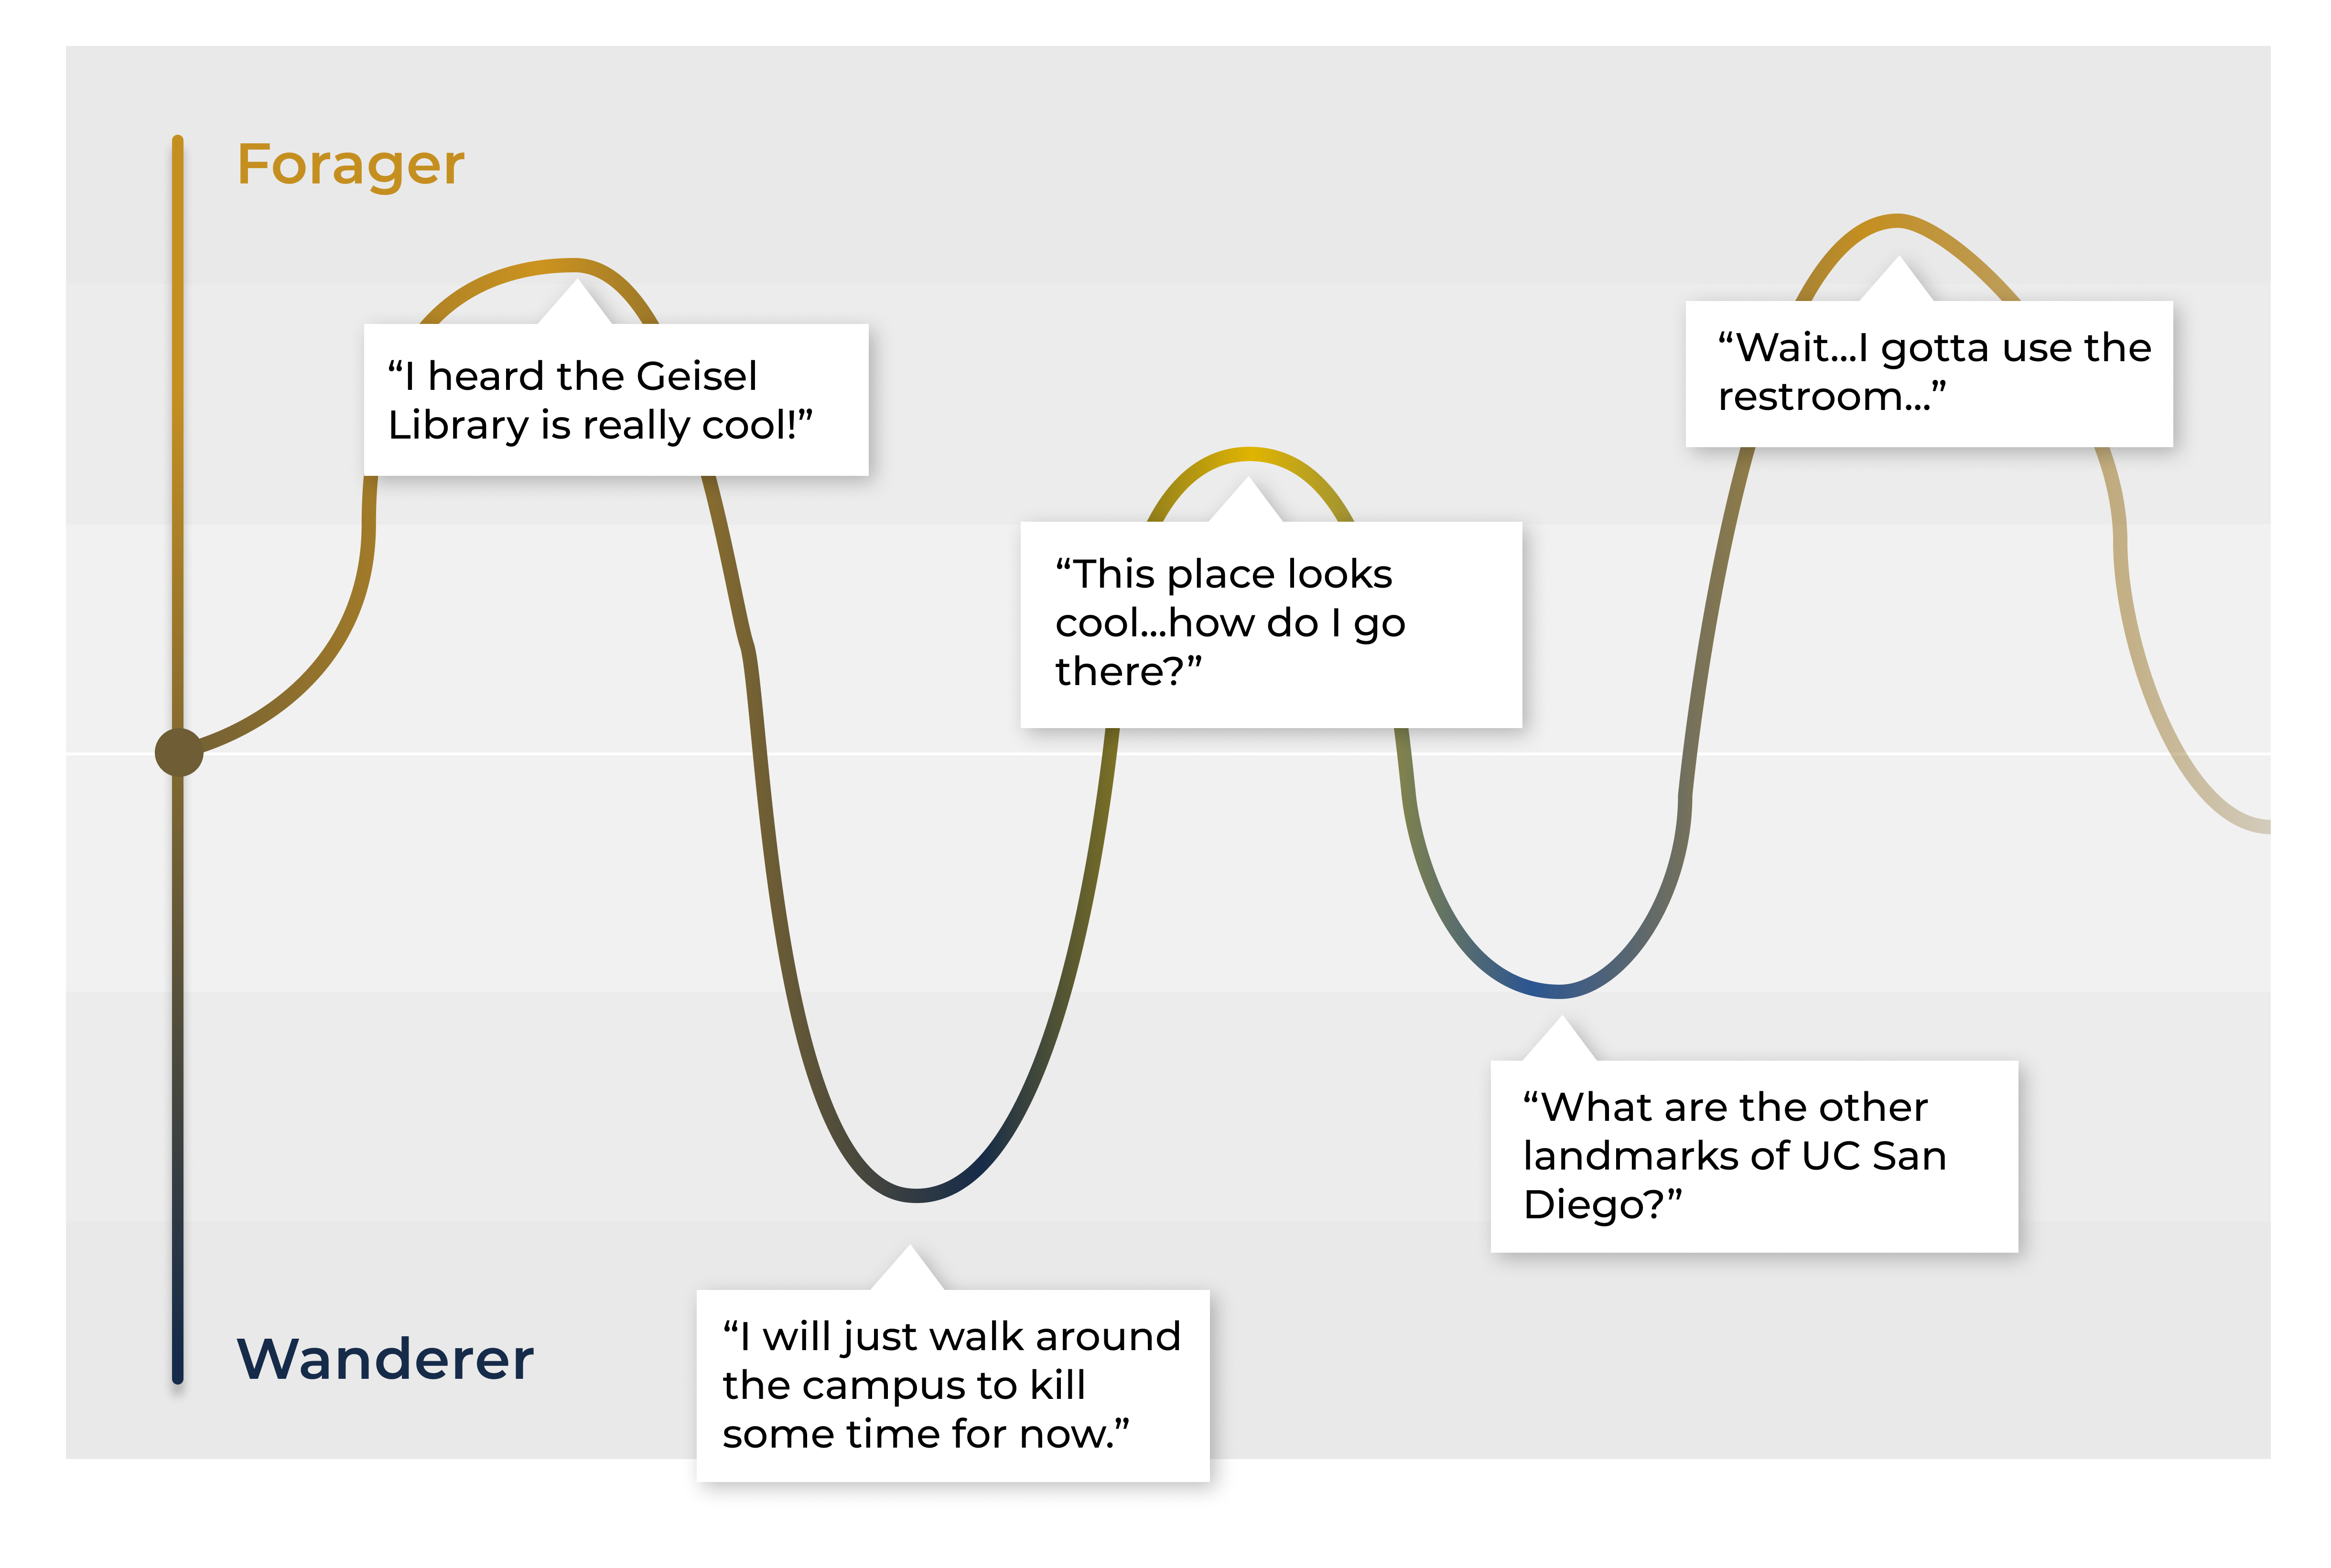 Forager
“I heard the Geisel
Library is really cool!”
“Wait...I gotta use the
restroom...”
“This place looks
cool...how do I go
there?”
“What are the other
landmarks of UC San
Diego?”
“I will just walk around
the campus to kill
some time for now.”
Wanderer